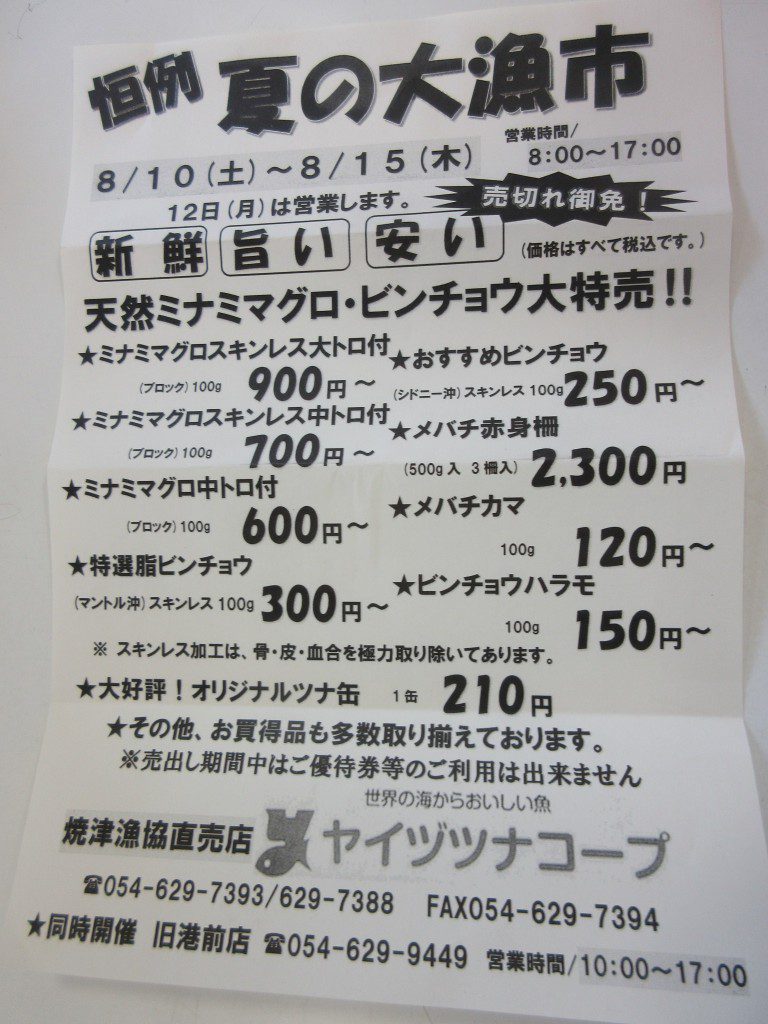 恒例 夏の大漁市
8/10(土)～8/15(木)
営業時間/
8:00～17:00
12日(月)は営業します。
売切れ御免！
新鮮 旨い 安い (価格はすべて税込です。)
天然ミナミマグロ・ビンチョウ大特売！！
★ミナミマグロスキンレス大トロ付
(ブロック)100g 900円～
★ミナミマグロスキンレス中トロ付
(ブロック)100g 700円～
★ミナミマグロ中トロ付
(ブロック)100g 600円～
★特選脂ビンチョウ
(マントル沖)スキンレス 100g 300円～
★おすすめビンチョウ
(シドニー沖)スキンレス 100g 250円～
★メバチ赤身柵
(500g入 3柵入) 2,300円
★メバチカマ
100g 120円～
★ビンチョウハラモ
100g 150円～
※ スキンレス加工は、骨・皮・血合を極力取り除いてあります。
★大好評！オリジナルツナ缶 1缶 210円
★その他、お買得品も多数取り揃えております。
※売出し期間中はご優待券等のご利用は出来ません
世界の海からおいしい魚
焼津漁協直売店 ヤイヅツナコープ
☎054-629-7393/629-7388 FAX054-629-7394
★同時開催 旧港前店 ☎054-629-9449 営業時間/10:00～17:00